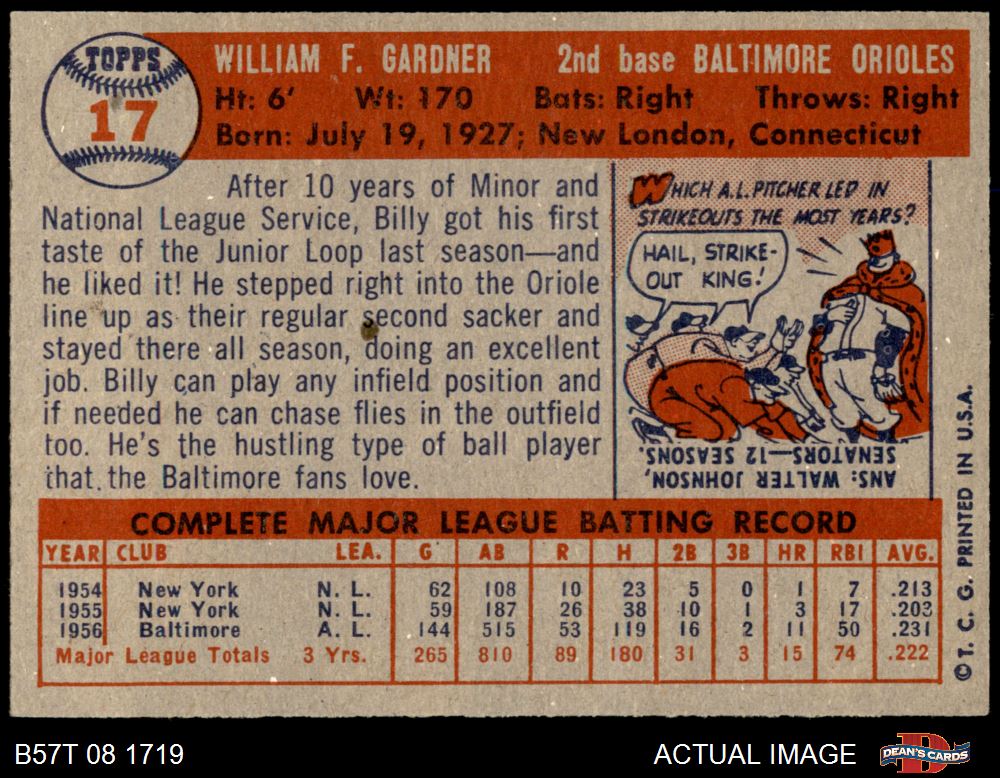 TOPPS
17
WILLIAM F. GARDNER 2nd base BALTIMORE ORIOLES
Ht: 6' Wt: 170 Bats: Right Throws: Right
Born: July 19, 1927; New London, Connecticut
After 10 years of Minor and
National League Service, Billy got his first
taste of the Junior Loop last season—and
he liked it! He stepped right into the Oriole
line up as their regular second sacker and
stayed there all season, doing an excellent
job. Billy can play any infield position and
if needed he can chase flies in the outfield
too. He's the hustling type of ball player
that the Baltimore fans love.
WHICH A.L. PITCHER LED IN
STRIKEOUTS THE MOST YEARS?
HAIL, STRIKE-
OUT KING!
ANS: WALTER JOHNSON,
SENATORS—12 SEASONS.
COMPLETE MAJOR LEAGUE BATTING RECORD
YEAR CLUB LEA. G AB R H 2B 3B HR RBI AVG.
1954 New York N. L. 62 108 10 23 5 0 1 7 .213
1955 New York N. L. 59 187 26 38 10 1 3 17 .203
1956 Baltimore A. L. 144 515 53 119 16 2 11 50 .231
Major League Totals 3 Yrs. 265 810 89 180 31 3 15 74 .222
© T. C. G. PRINTED IN U.S.A.
B57T 08 1719 ACTUAL IMAGE
DEAN'S CARDS